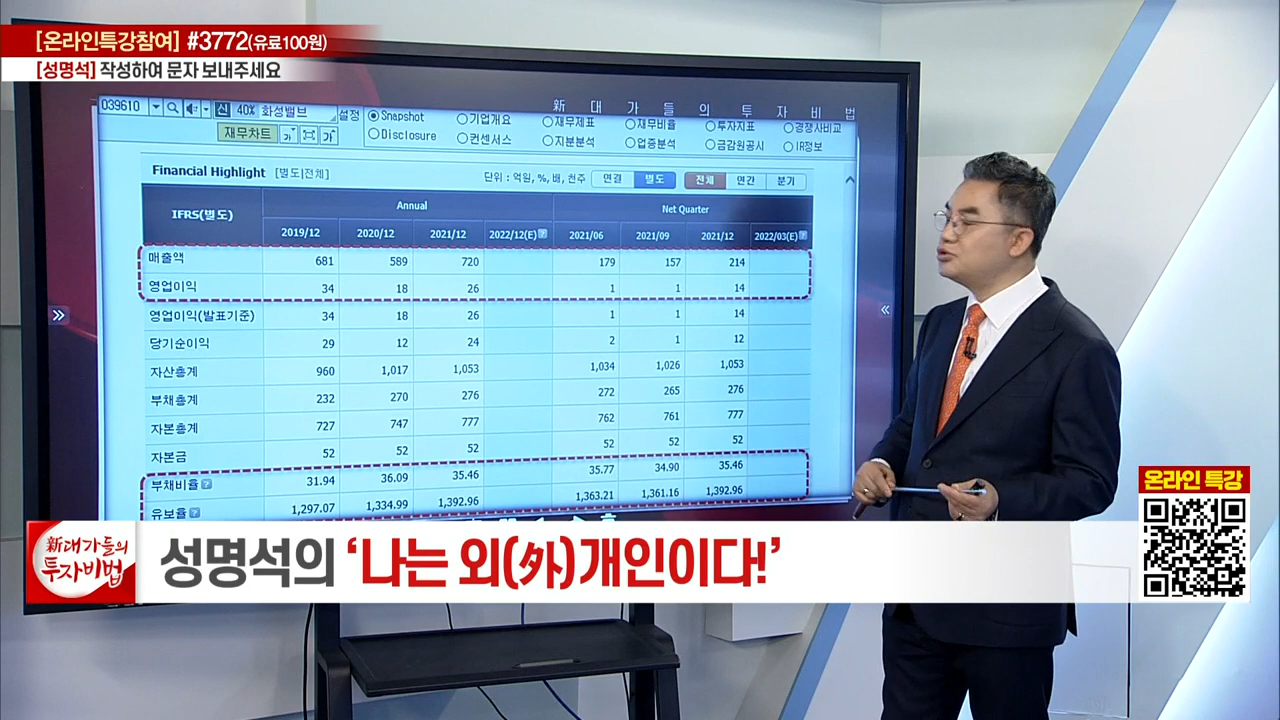 [온라인특강참여] #3772(유료100원)
[성명석] 작성하여 문자 보내주세요
新 대 가 들 의 투 자 비 법
039610 신 40% 화성밸브 설정
재무차트 가 가
Snapshot 기업개요 재무제표 재무비율 투자지표 경쟁사비교
Disclosure 컨센서스 지분분석 업종분석 금감원공시 IR정보
Financial Highlight [별도|전체] 단위 : 억원, %, 배, 천주 연결 별도 전체 연간 분기
IFRS(별도) Annual Net Quarter
2019/12 2020/12 2021/12 2022/12(E) 2021/06 2021/09 2021/12 2022/03(E)
매출액 681 589 720 179 157 214
영업이익 34 18 26 1 1 14
영업이익(발표기준) 34 18 26 1 1 14
당기순이익 29 12 24 2 1 12
자산총계 960 1,017 1,053 1,034 1,026 1,053
부채총계 232 270 276 272 265 276
자본총계 727 747 777 762 761 777
자본금 52 52 52 52 52 52
부채비율 31.94 36.09 35.46 35.77 34.90 35.46
유보율 1,297.07 1,334.99 1,392.96 1,363.21 1,361.16 1,392.96
온라인 특강
新대가들의
투자비법
성명석의 ‘나는 외(外)개인이다!’